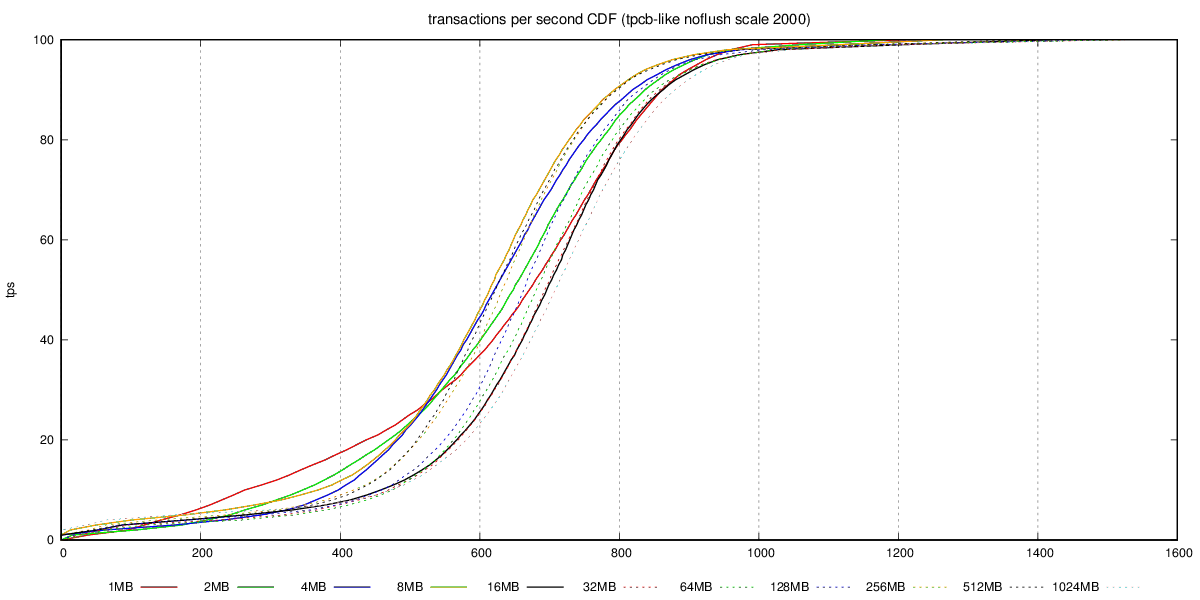 transactions per second CDF (tpcb-like noflush scale 2000)
100
80
60
40
20
0
tps
0 200 400 600 800 1000 1200 1400 1600
1MB 2MB 4MB 8MB 16MB 32MB 64MB 128MB 256MB 512MB 1024MB